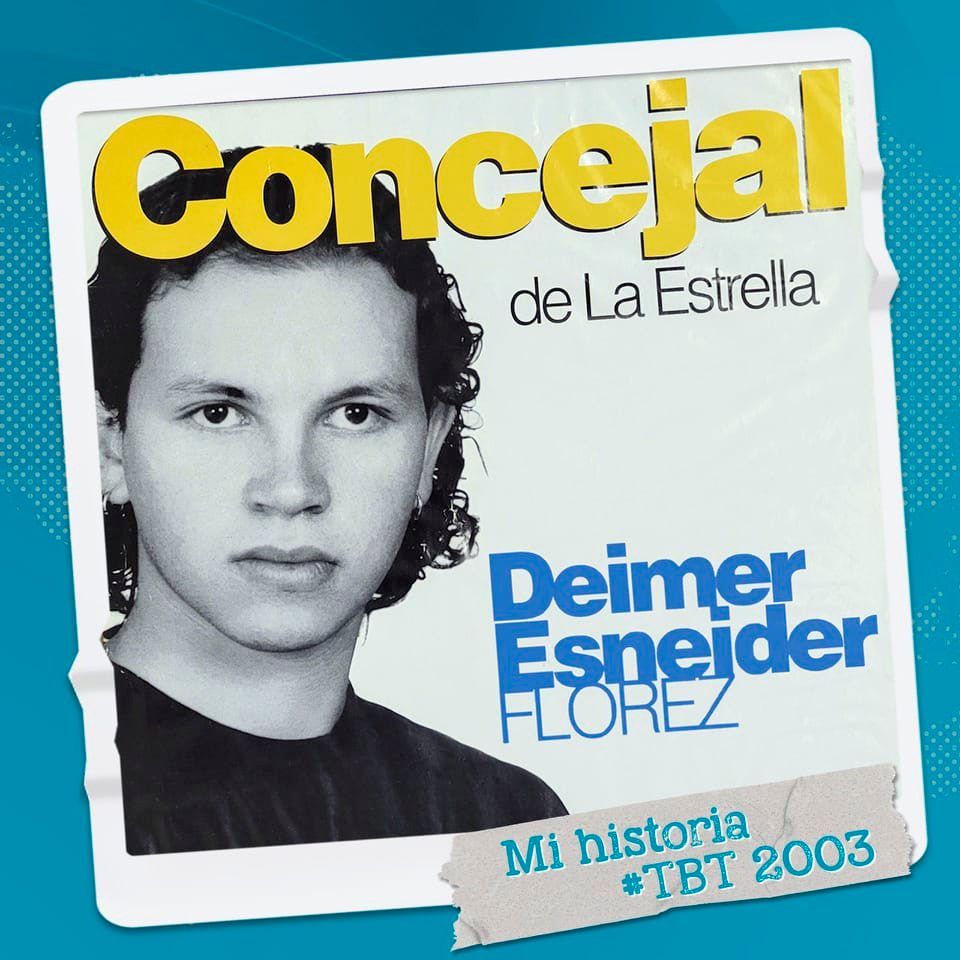 Concejal
de La Estrella
Deimer
Esneider
FLOREZ
Mi historia
#TBT 2003